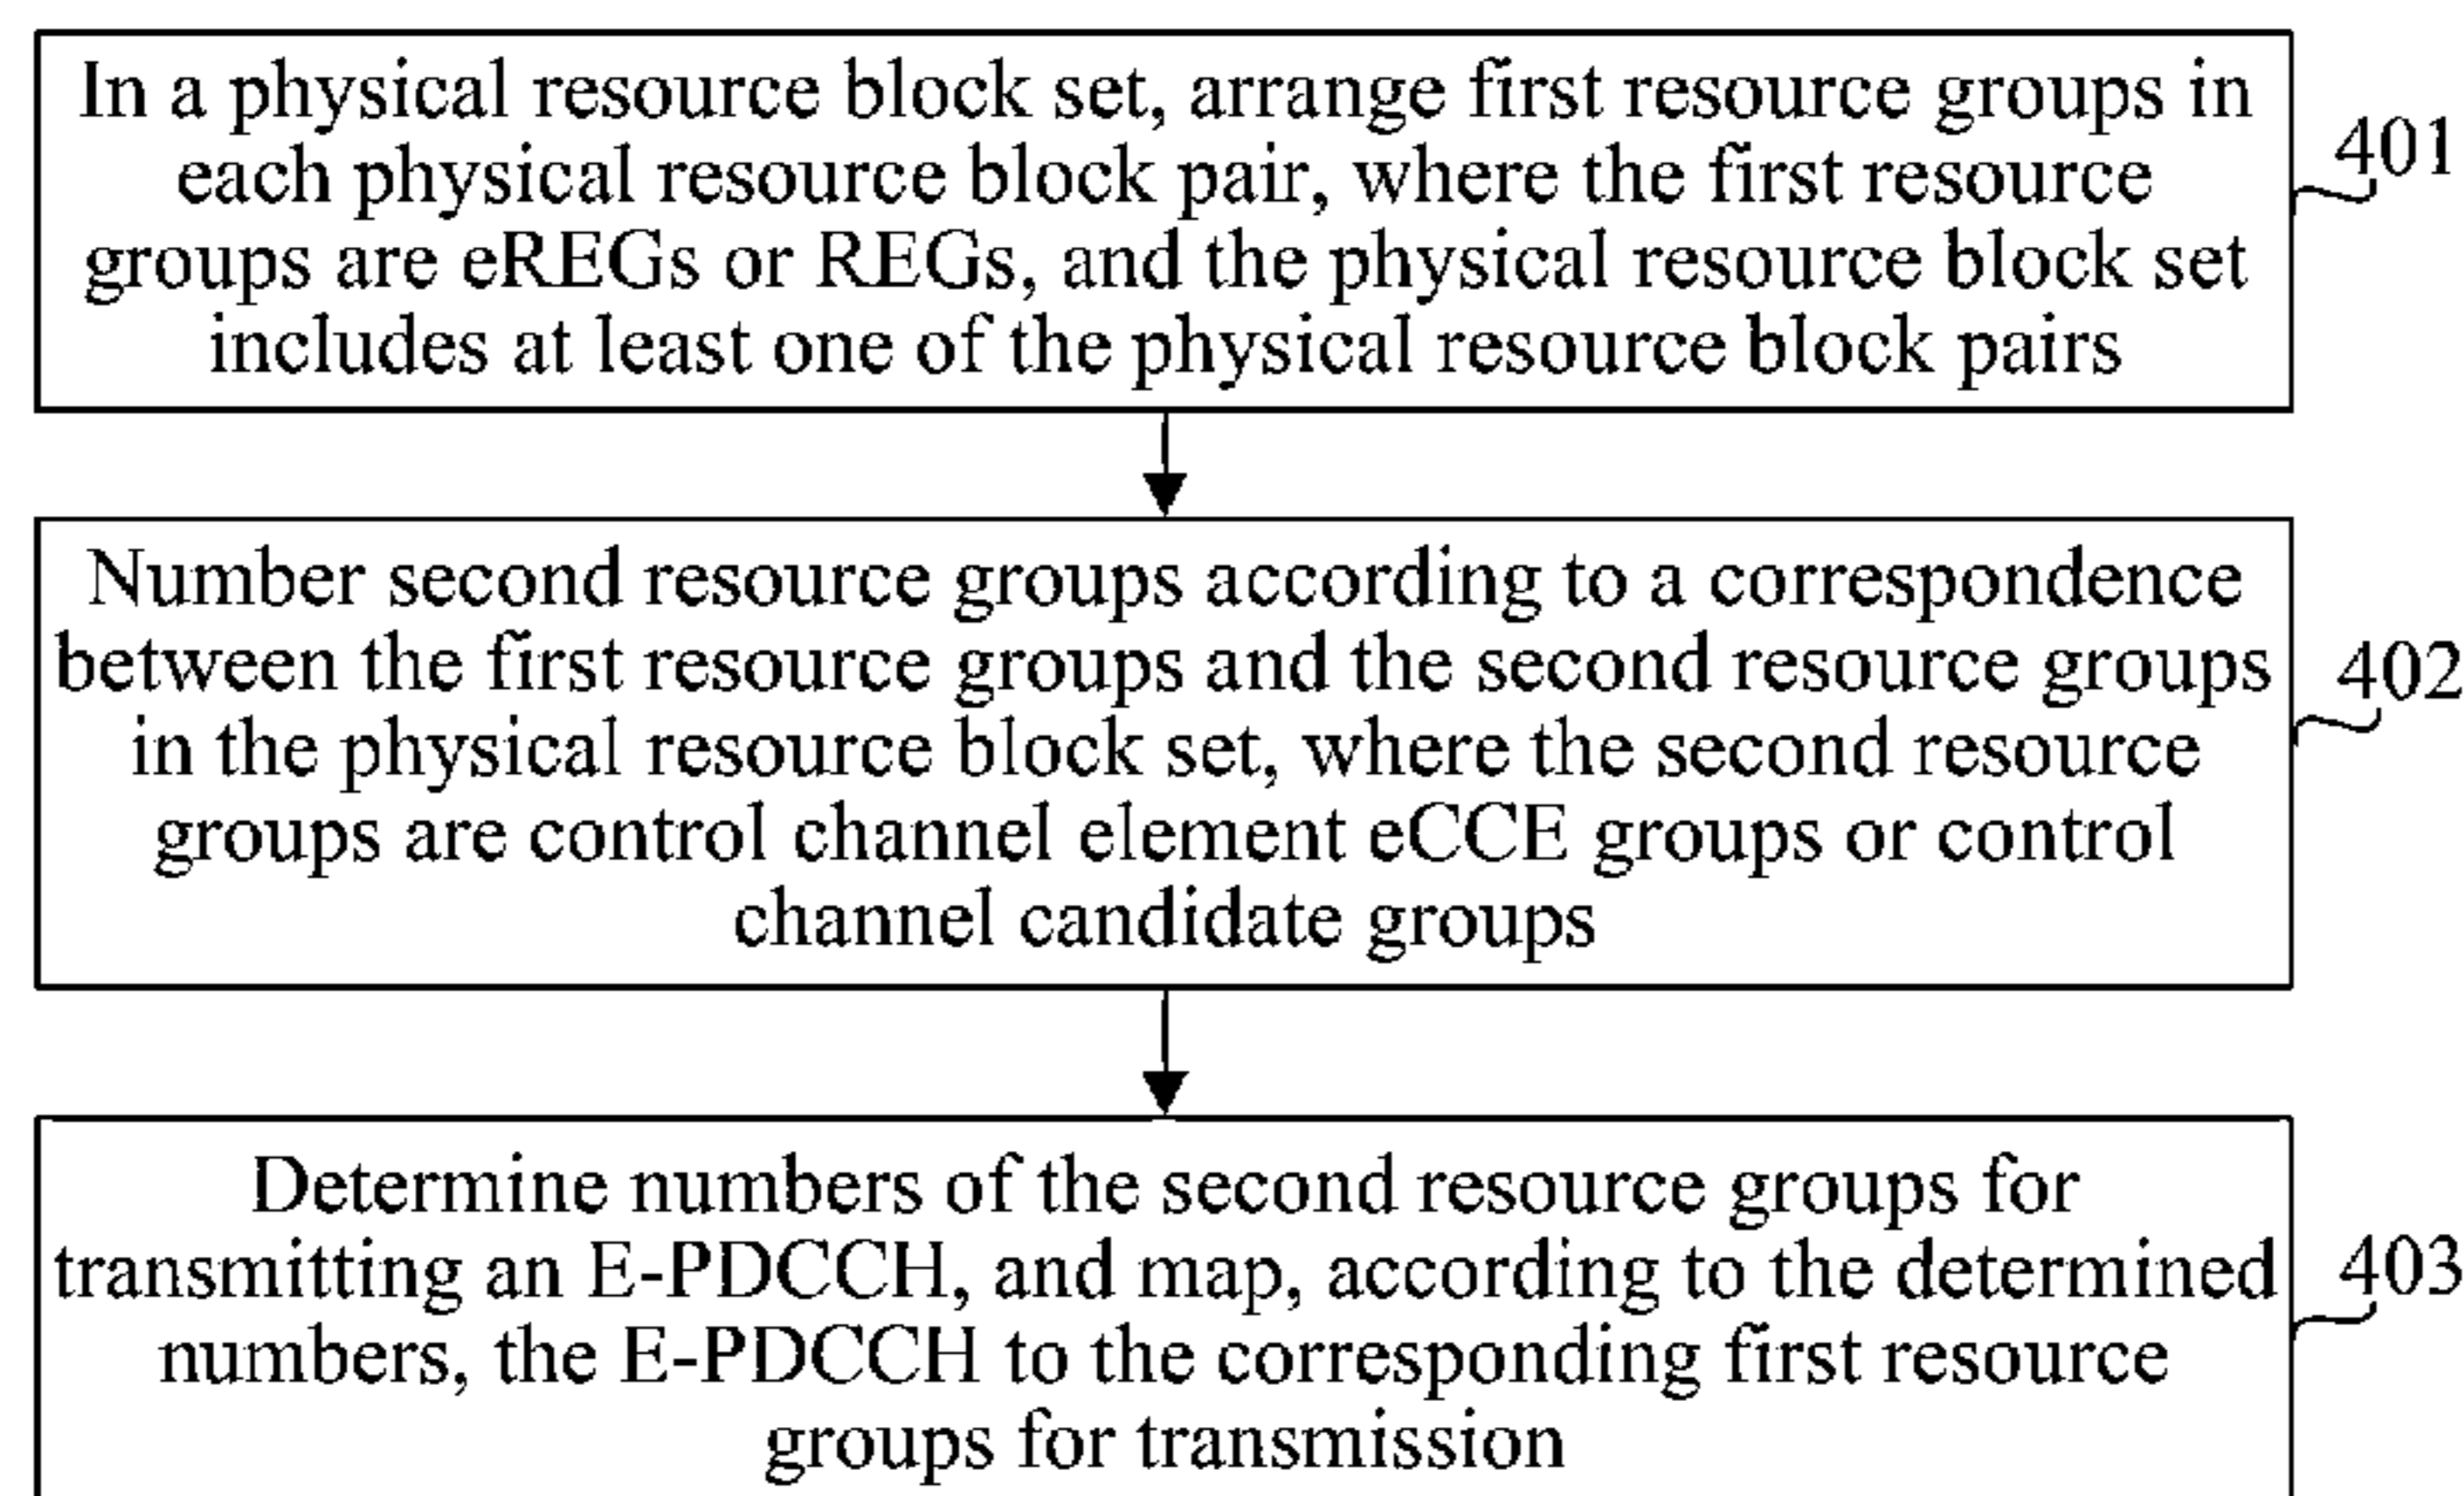 In a physical resource block set, arrange first resource groups in
each physical resource block pair, where the first resource
groups are eREGs or REGs, and the physical resource block set
includes at least one of the physical resource block pairs
401
Number second resource groups according to a correspondence
between the first resource groups and the second resource groups
in the physical resource block set, where the second resource
groups are control channel element eCCE groups or control
channel candidate groups
402
Determine numbers of the second resource groups for
transmitting an E-PDCCH, and map, according to the determined
numbers, the E-PDCCH to the corresponding first resource
groups for transmission
403